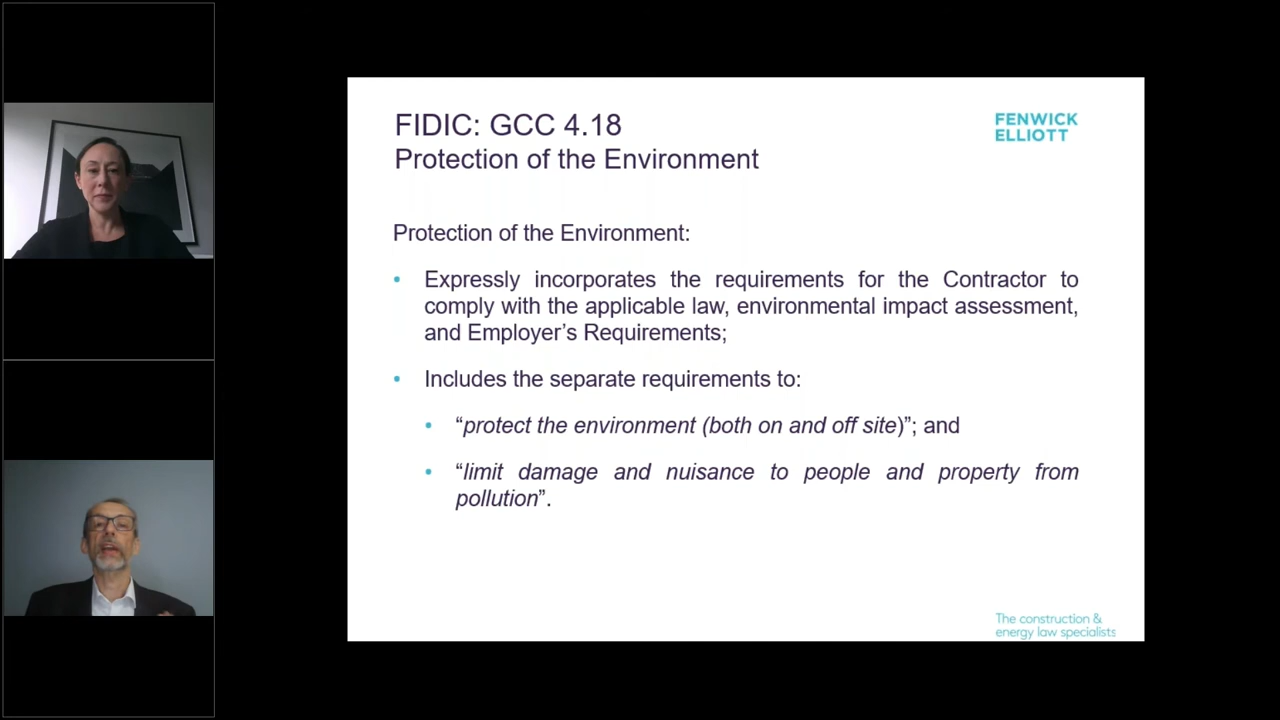 FIDIC: GCC 4.18
Protection of the Environment
FENWICK
ELLIOTT
Protection of the Environment:
• Expressly incorporates the requirements for the Contractor to
comply with the applicable law, environmental impact assessment,
and Employer’s Requirements;
• Includes the separate requirements to:
• “protect the environment (both on and off site)”; and
• “limit damage and nuisance to people and property from
pollution”.
The construction &
energy law specialists